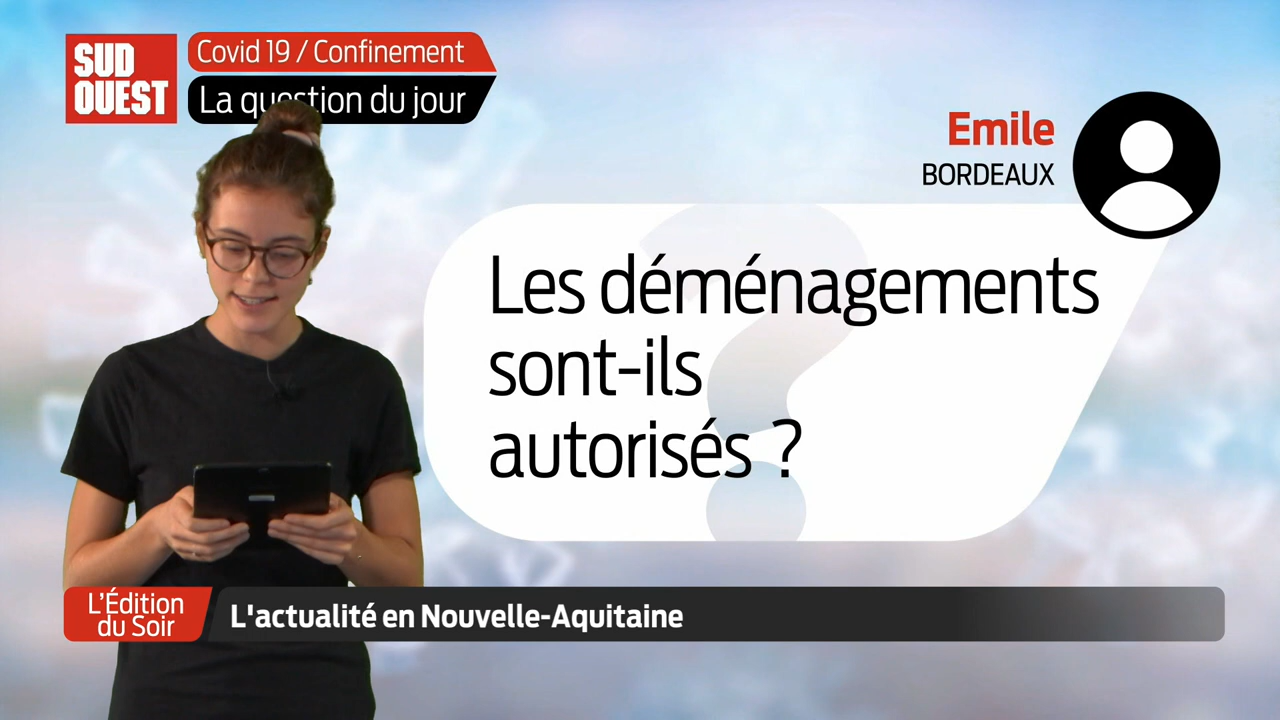 SUD
OUEST
Covid 19 / Confinement
La question du jour
Emile
BORDEAUX
Les déménagements
sont-ils
autorisés ?
L'Édition
du Soir
L'actualité en Nouvelle-Aquitaine